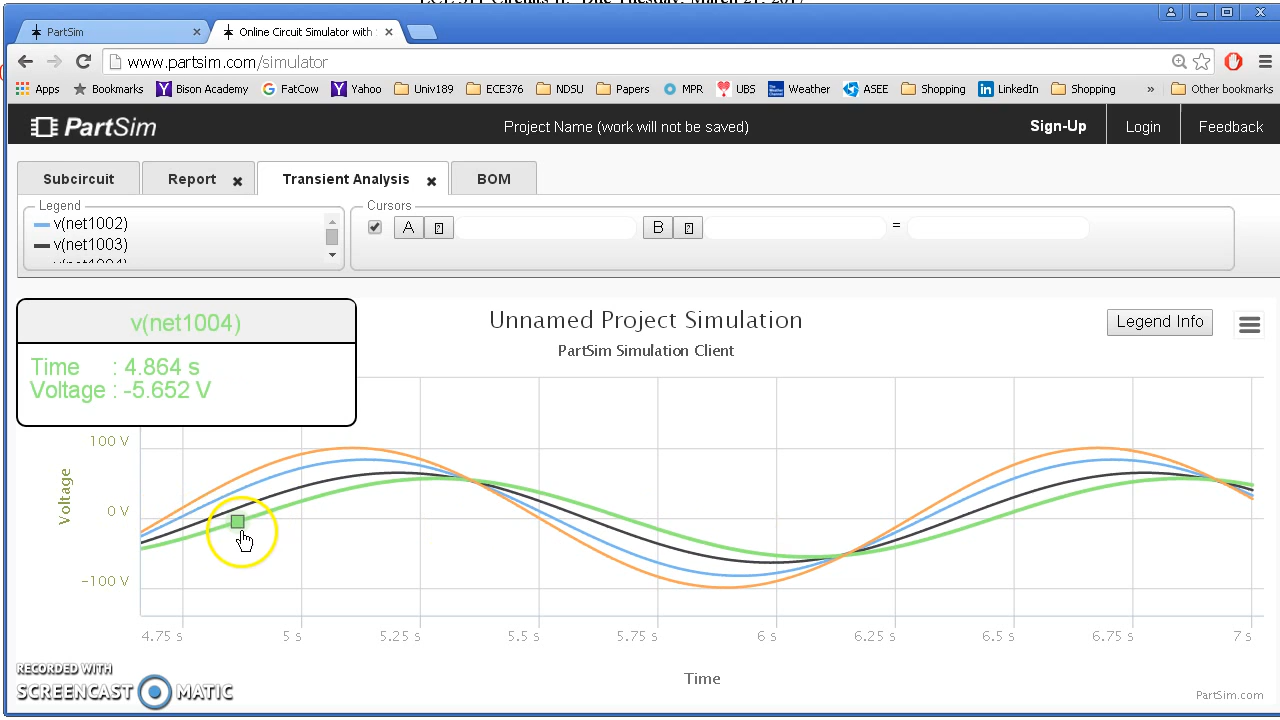 PartSim
Online Circuit Simulator with
www.partsim.com/simulator
Apps Bookmarks Bison Academy CatCow Yahoo Univ189 ECE376 NDSU Papers MPR UBS Weather ASEE Shopping LinkedIn Shopping » Other bookmarks
PartSim
Project Name (work will not be saved)
Sign-Up Login Feedback
Subcircuit Report Transient Analysis BOM
Legend
v(net1002)
v(net1003)
Cursors
A B =
v(net1004)
Time : 4.864 s
Voltage : -5.652 V
Unnamed Project Simulation
PartSim Simulation Client
Legend Info
100 V
0 V
-100 V
Voltage
4.75 s 5 s 5.25 s 5.5 s 5.75 s 6 s 6.25 s 6.5 s 6.75 s 7 s
Time
RECORDED WITH
SCREENCAST MATIC
PartSim.com